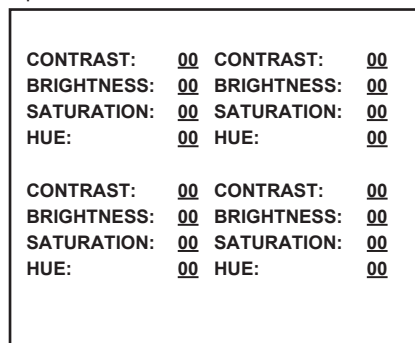 CONTRAST: 00 CONTRAST: 00
BRIGHTNESS: 00 BRIGHTNESS: 00
SATURATION: 00 SATURATION: 00
HUE: 00 HUE: 00
CONTRAST: 00 CONTRAST: 00
BRIGHTNESS: 00 BRIGHTNESS: 00
SATURATION: 00 SATURATION: 00
HUE: 00 HUE: 00